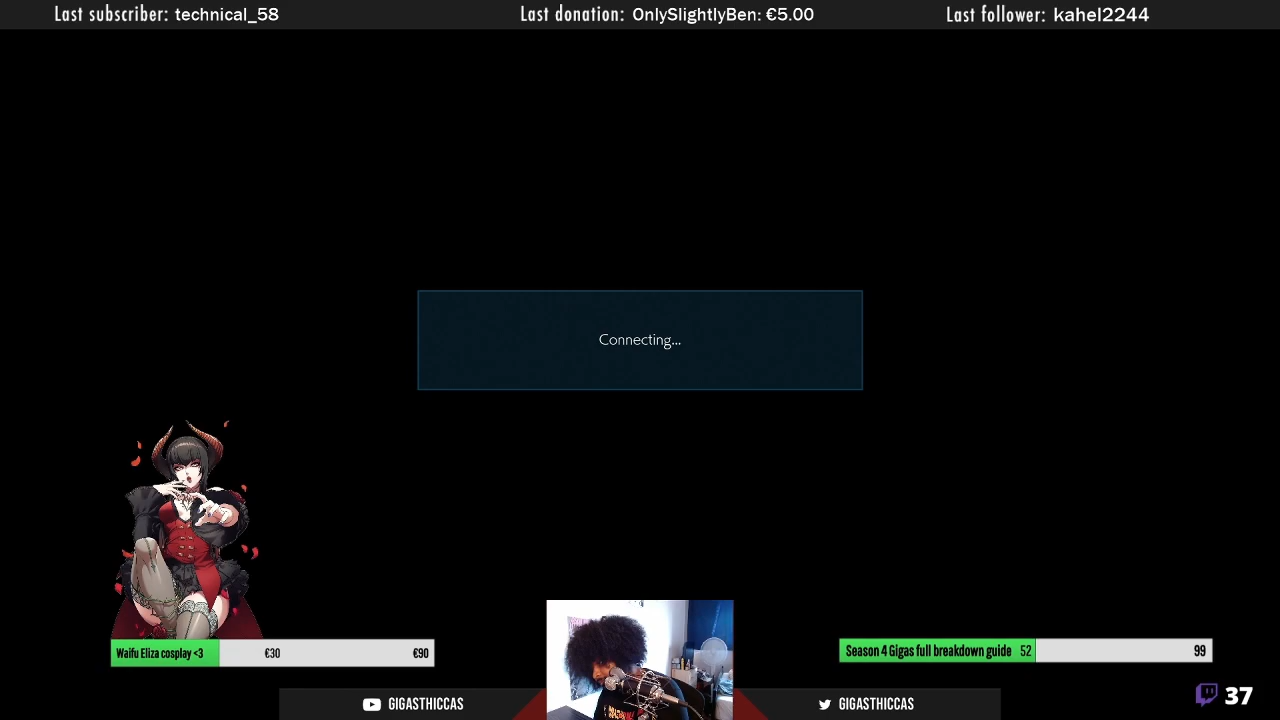 Last subscriber: technical_58
Last donation: OnlySlightlyBen: €5.00
Last follower: kahel2244
Connecting...
Waifu Eliza cosplay <3 €30 €90
Season 4 Gigas full breakdown guide 52 99
GIGASTHICCAS
GIGASTHICCAS
37